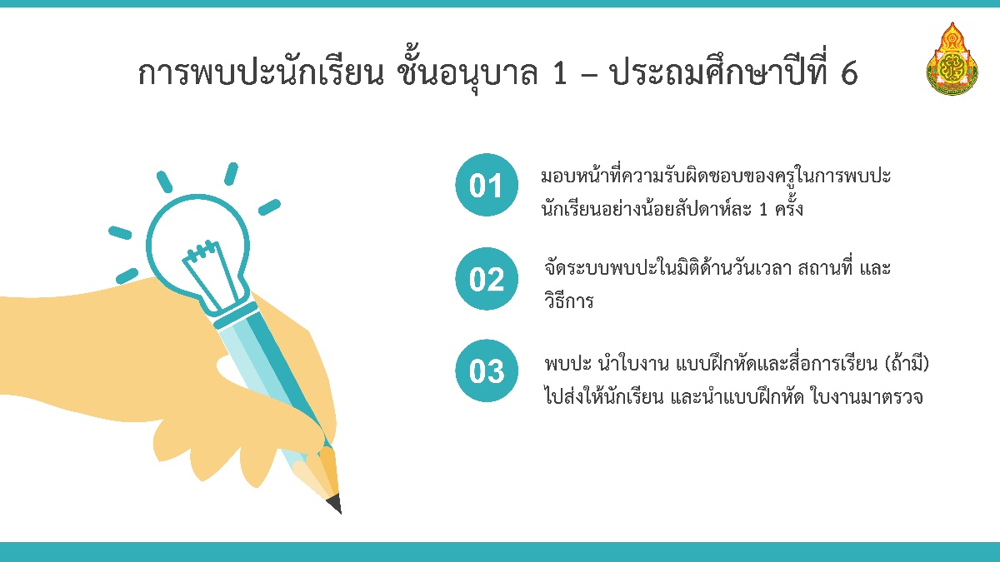 การพบปะนักเรียน ชั้นอนุบาล 1 – ประถมศึกษาปีที่ 6
01
มอบหน้าที่ความรับผิดชอบของครูในการพบปะ
นักเรียนอย่างน้อยสัปดาห์ละ 1 ครั้ง
02
จัดระบบพบปะในมิติด้านวันเวลา สถานที่ และ
วิธีการ
03
พบปะ นำใบงาน แบบฝึกหัดและสื่อการเรียน (ถ้ามี)
ไปส่งให้นักเรียน และนำแบบฝึกหัด ใบงานมาตรวจ